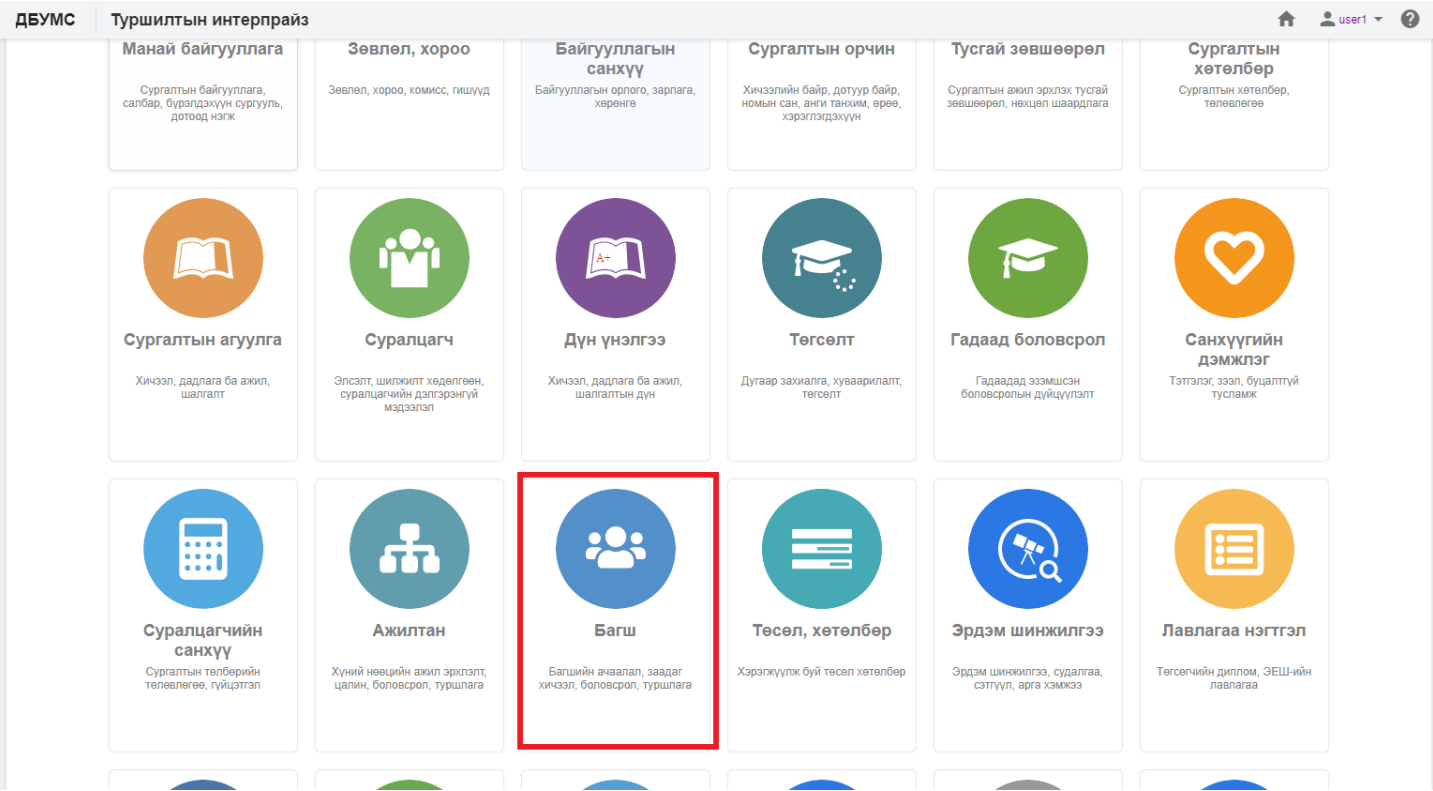 ДБУМС Туршилтын интерпрайз user1
Манай байгууллага
Сургалтын байгууллага,
салбар, бүрэлдэхүүн сургууль,
дотоод нэгж
Зөвлөл, хороо
Зөвлөл, хороо, комисс, гишүүд
Байгууллагын
санхүү
Байгууллагын орлого, зарлага,
хөрөнгө
Сургалтын орчин
Хичээлийн байр, дотуур байр,
номын сан, анги танхим, өрөө,
хэрэглэгдэхүүн
Тусгай зөвшөөрөл
Сургалтын ажил эрхлэх тусгай
зөвшөөрөл, нөхцөл шаардлага
Сургалтын
хөтөлбөр
Сургалтын хөтөлбөр,
төлөвлөгөө
Сургалтын агуулга
Хичээл, дадлага ба ажил,
шалгалт
Суралцагч
Элсэлт, шилжилт хөдөлгөөн,
суралцагчийн дэлгэрэнгүй
мэдээлэл
A+
Дүн үнэлгээ
Хичээл, дадлага ба ажил,
шалгалтын дүн
Төгсөлт
Дугаар захиалга, хуваарилалт,
төгсөлт
Гадаад боловсрол
Гадаадад эзэмшсэн
боловсролын дүйцүүлэлт
Санхүүгийн
дэмжлэг
Тэтгэлэг, зээл, буцалтгүй
тусламж
Суралцагчийн
санхүү
Сургалтын төлбөрийн
төлөвлөгөө, гүйцэтгэл
Ажилтан
Хүний нөөцийн ажил эрхлэлт,
цалин, боловсрол, туршлага
Багш
Багшийн ачаалал, заадаг
хичээл, боловсрол, туршлага
Төсөл, хөтөлбөр
Хэрэгжүүлж буй төсөл хөтөлбөр
Эрдэм шинжилгээ
Эрдэм шинжилгээ, судалгаа,
сэтгүүл, арга хэмжээ
Лавлагаа нэгтгэл
Төгсөгчийн диплом, ЭЕШ-ийн
лавлагаа